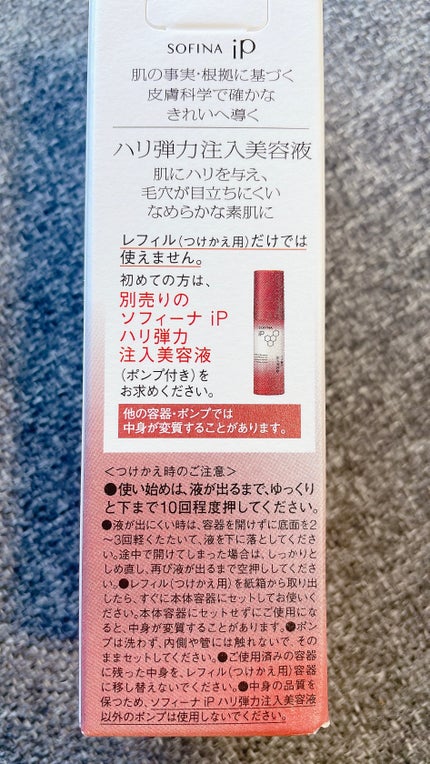 SOFINA iP
肌の事実・根拠に基づく
皮膚科学で確かな
きれいへ導く
ハリ弾力注入美容液
肌にハリを与え、
毛穴が目立ちにくい
なめらかな素肌に
レフィル(つけかえ用)だけでは
使えません。
初めての方は、
別売りの
ソフィーナ iP
ハリ弾力
注入美容液
(ポンプ付き)を
お求めください。
SOFINA
iP
他の容器・ポンプでは
中身が変質することがあります。
<つけかえ時のご注意>
●使い始めは、液が出るまで、ゆっくり
と下まで10回程度押してください。
●液が出にくい時は、容器を開けずに底面を2
~3回軽くたたいて、液を下に落としてくださ
い。途中で開けてしまった場合は、しっかりと
しめ直し、再び液が出るまで空押ししてくださ
い。●レフィル(つけかえ用)を紙箱から取り出
したら、すぐに本体容器にセットしてお使いく
ださい。本体容器にセットせずにご使用にな
ると、中身が変質することがあります。●ポン
プは洗わず、内側や管には触れないで、その
ままセットしてください。●ご使用済みの容器
に残った中身を、レフィル(つけかえ用)容器
に移し替えないでください。●中身の品質を
保つため、ソフィーナ iP ハリ弾力注入美容液
以外のポンプは使用しないでください。